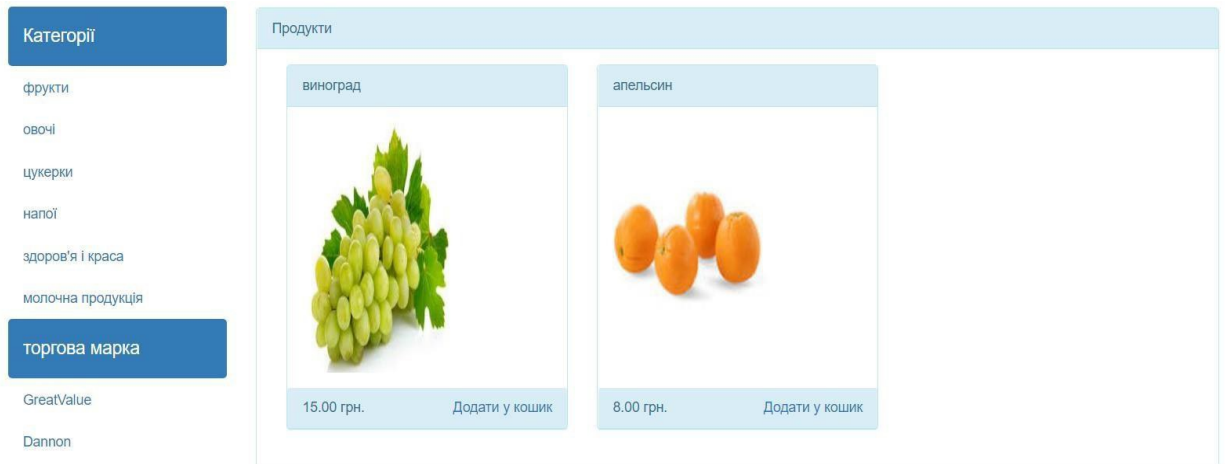 Категорії
фрукти
овочі
цукерки
напої
здоров'я і краса
молочна продукція
торгова марка
GreatValue
Dannon
Продукти
виноград
15.00 грн. Додати у кошик
апельсин
8.00 грн. Додати у кошик